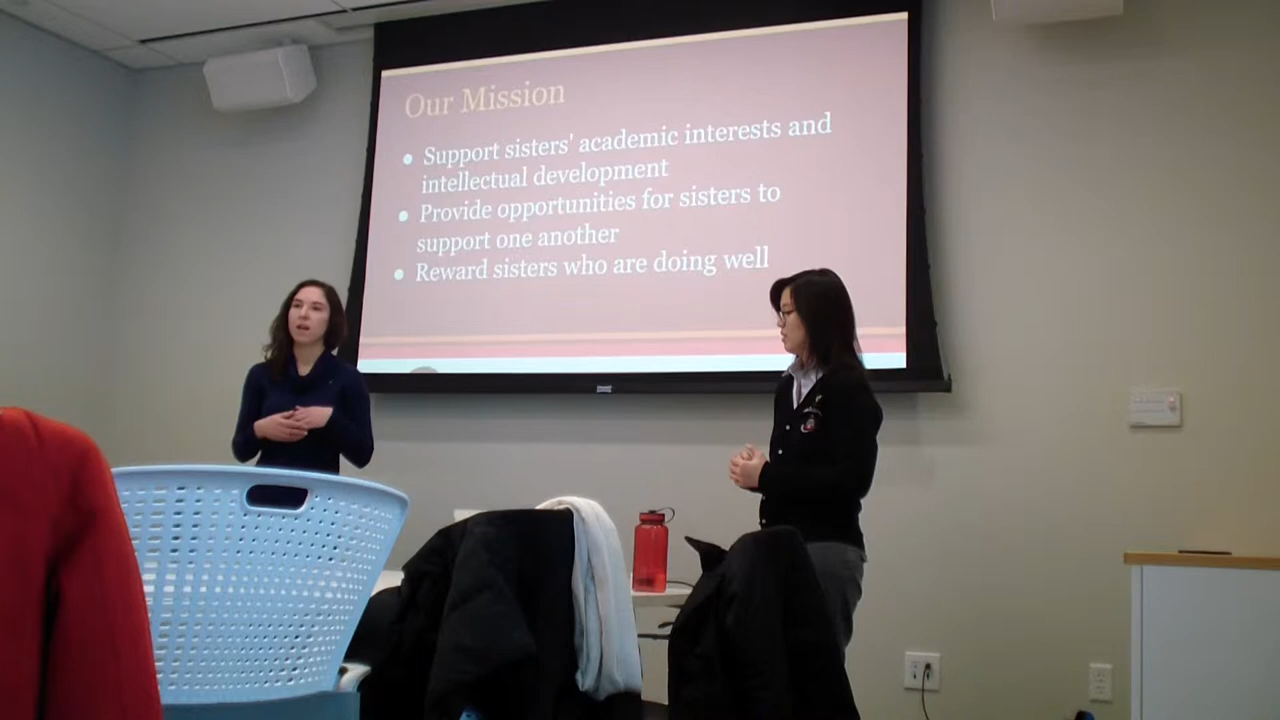 Our Mission
Support sisters' academic interests and
intellectual development
Provide opportunities for sisters to
support one another
Reward sisters who are doing well